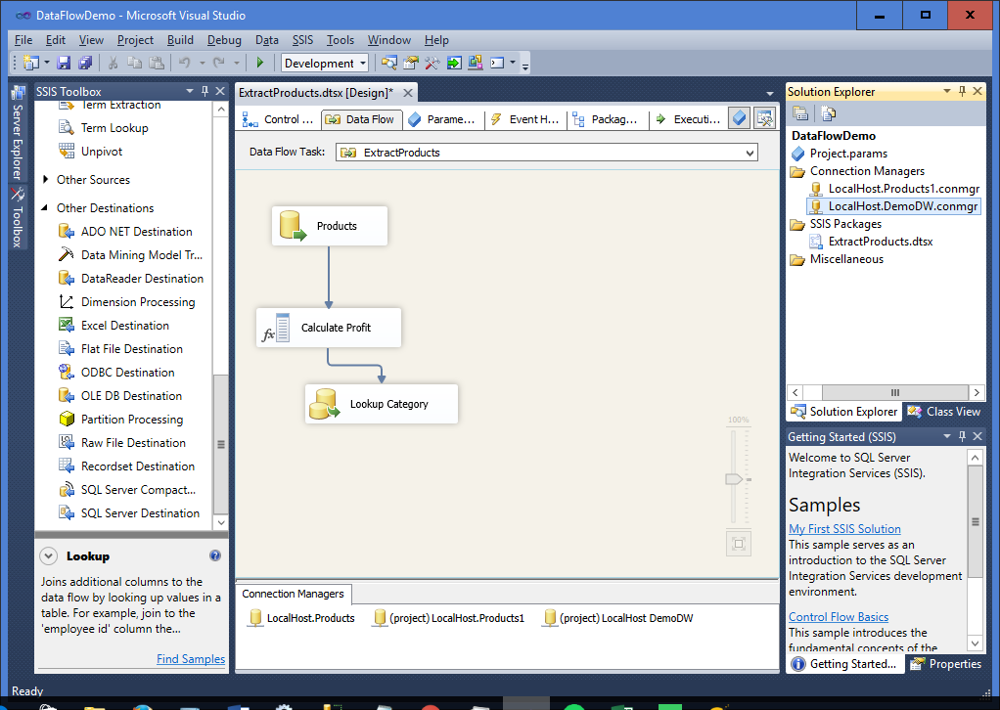 DataFlowDemo - Microsoft Visual Studio
File Edit View Project Build Debug Data SSIS Tools Window Help
Development
Server Explorer
Toolbox
SSIS Toolbox
Term Extraction
Term Lookup
Unpivot
Other Sources
Other Destinations
ADO NET Destination
Data Mining Model Tr...
DataReader Destination
Dimension Processing
Excel Destination
Flat File Destination
ODBC Destination
OLE DB Destination
Partition Processing
Raw File Destination
Recordset Destination
SQL Server Compact...
SQL Server Destination
Lookup
Joins additional columns to the
data flow by looking up values in a
table. For example, join to the
'employee id' column the...
Find Samples
ExtractProducts.dtsx [Design]*
Control ... Data Flow Parame... Event H... Packag... Executi...
Data Flow Task: ExtractProducts
Products
fx Calculate Profit
Lookup Category
100%
Connection Managers
LocalHost.Products (project) LocalHost.Products1 (project) LocalHost DemoDW
Solution Explorer
DataFlowDemo
Project.params
Connection Managers
LocalHost.Products1.conmgr
LocalHost.DemoDW.conmgr
SSIS Packages
ExtractProducts.dtsx
Miscellaneous
Solution Explorer Class View
Getting Started (SSIS)
Welcome to SQL Server
Integration Services (SSIS).
Samples
My First SSIS Solution
This sample serves as an
introduction to the SQL Server
Integration Services development
environment.
Control Flow Basics
This sample introduces the
fundamental concepts of the
Getting Started... Properties
Ready